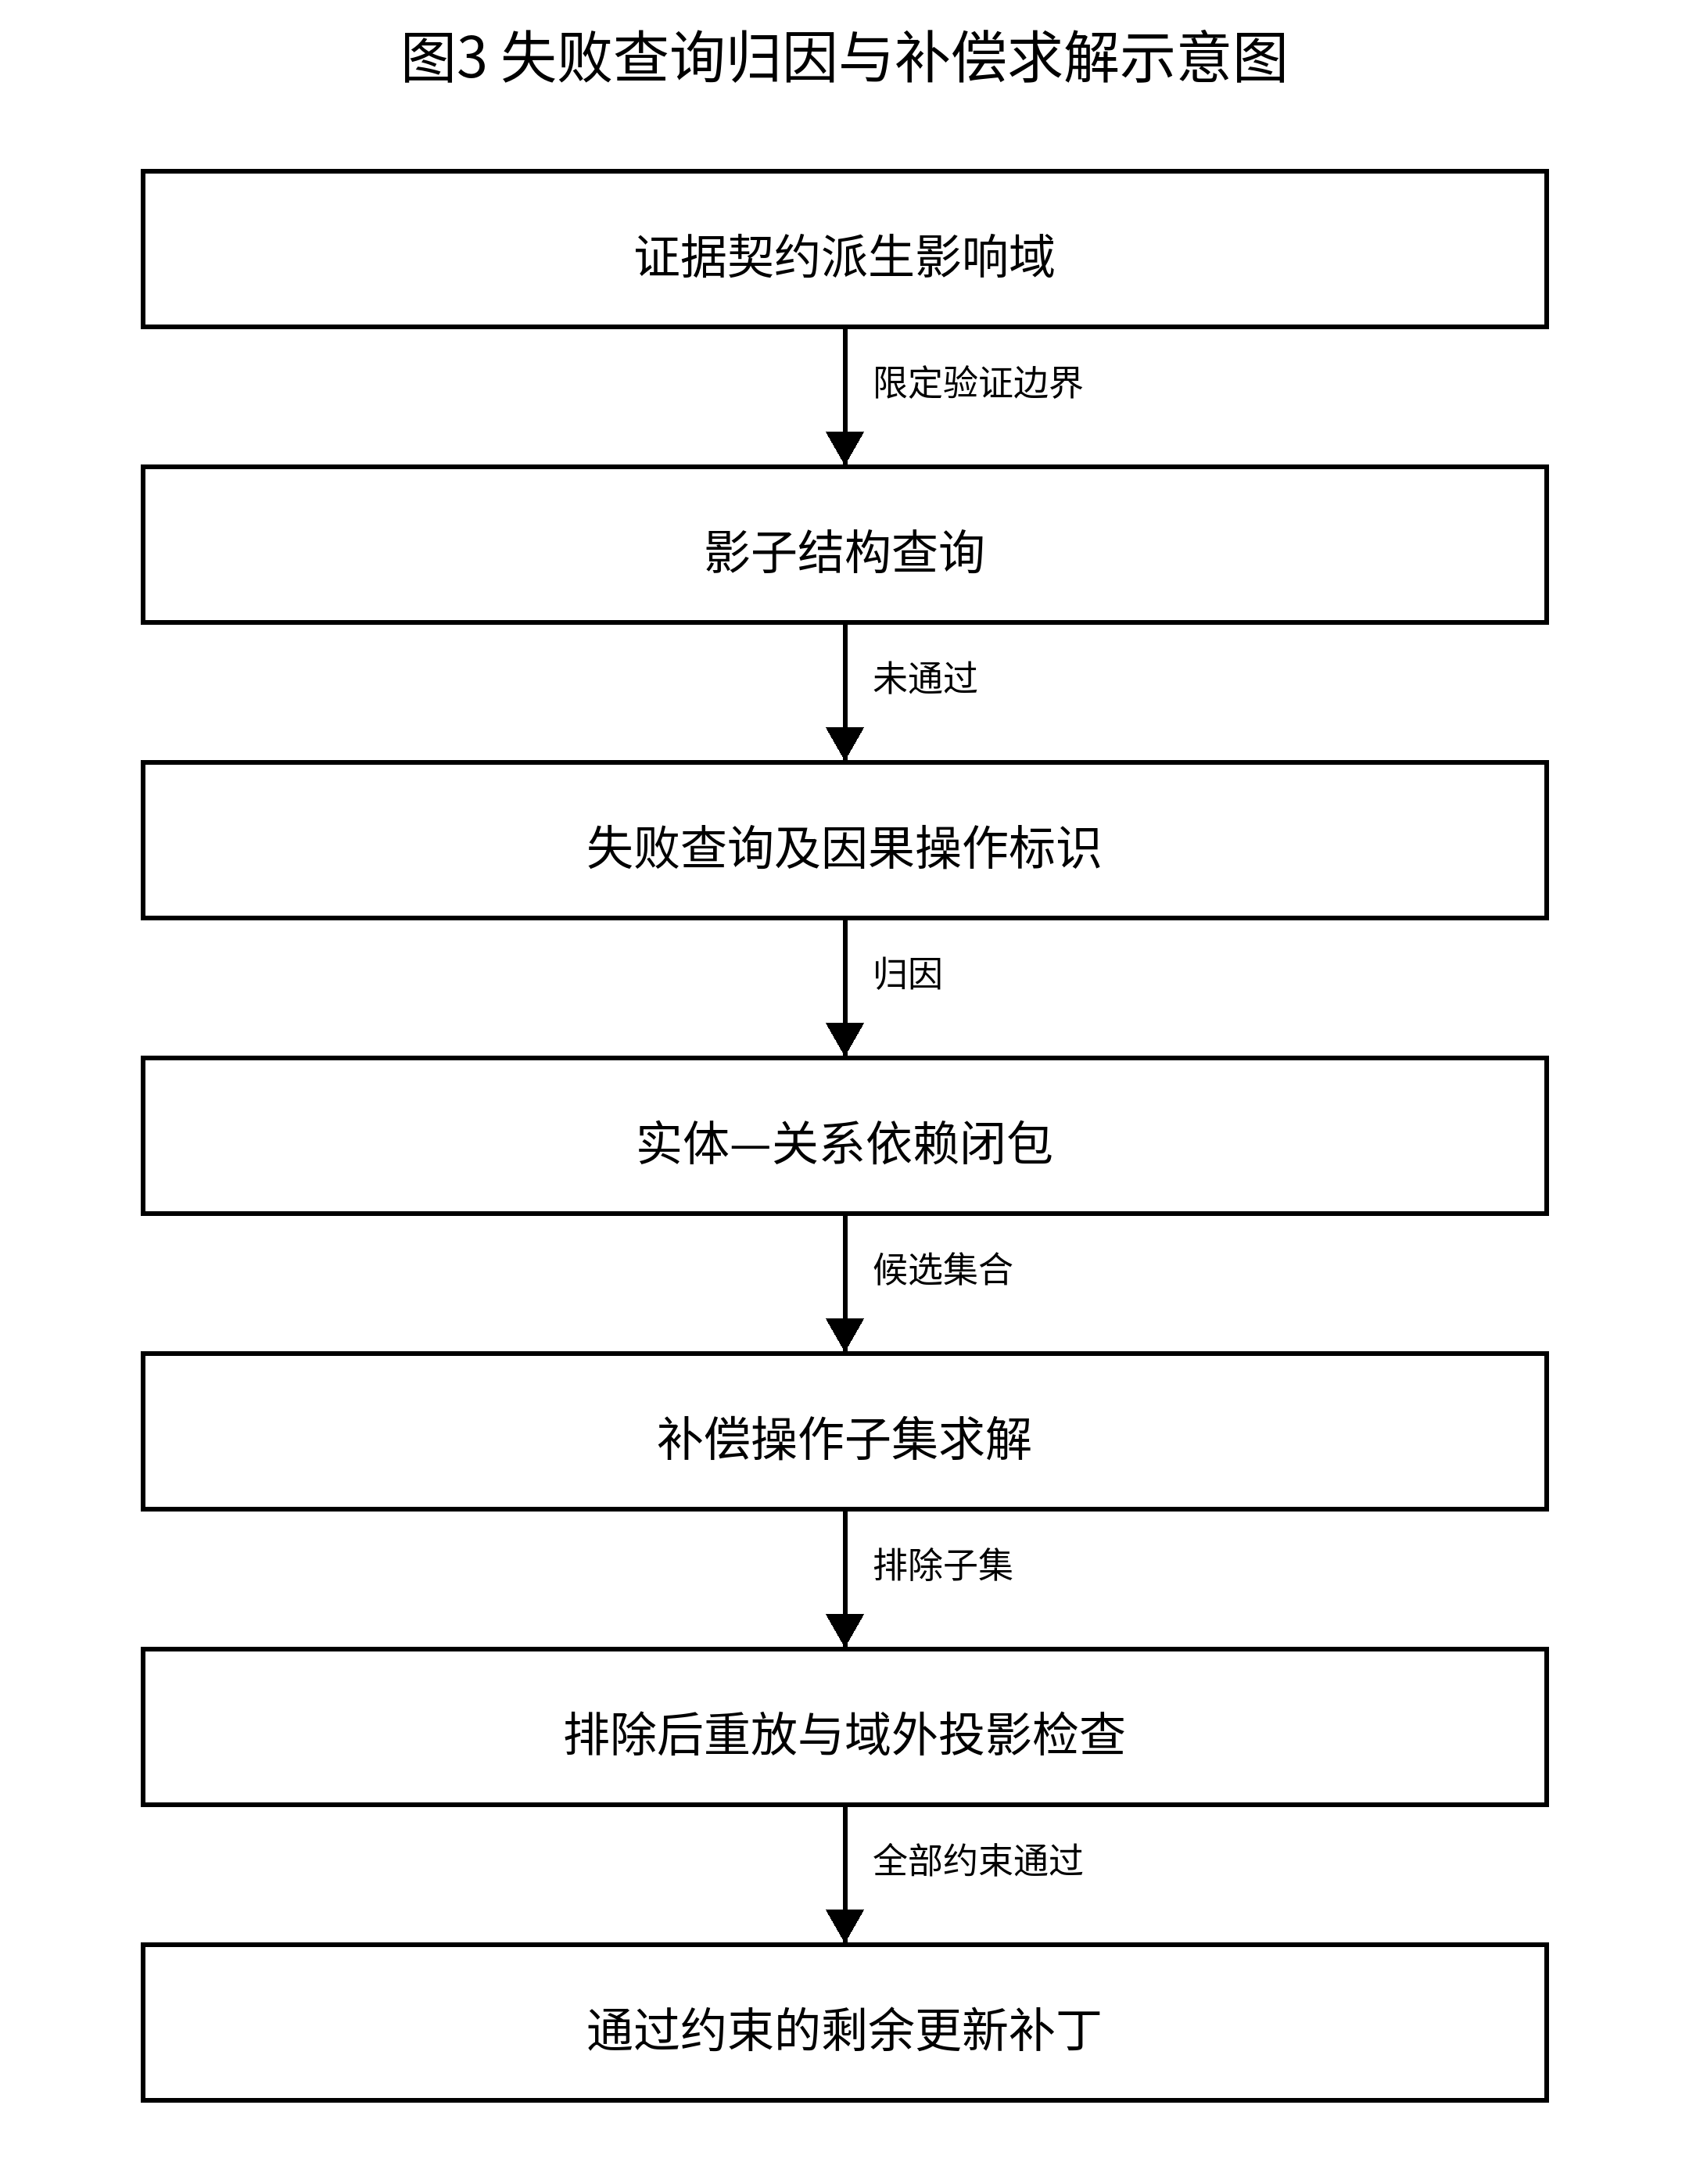 图3 失败查询归因与补偿求解示意图
证据契约派生影响域
限定验证边界
影子结构查询
未通过
失败查询及因果操作标识
归因
实体—关系依赖闭包
候选集合
补偿操作子集求解
排除子集
排除后重放与域外投影检查
全部约束通过
通过约束的剩余更新补丁